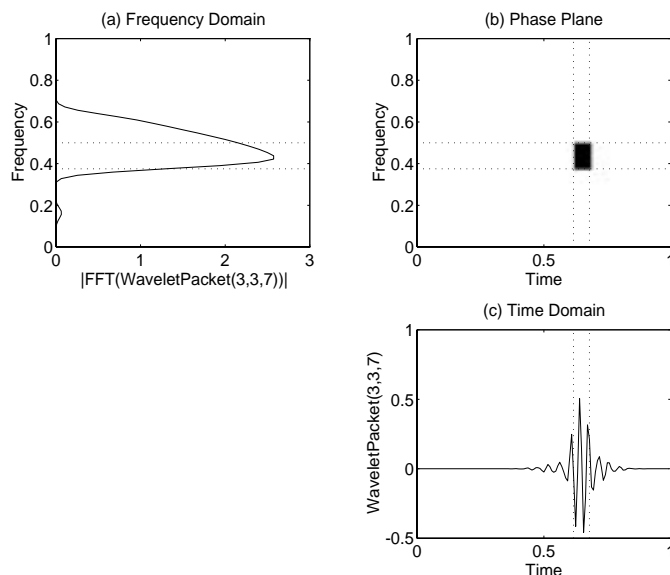 (a) Frequency Domain
1
0.8
0.6
0.4
0.2
0
Frequency
0 1 2 3
|FFT(WaveletPacket(3,3,7))|
(b) Phase Plane
1
0.8
0.6
0.4
0.2
0
Frequency
0 0.5 1
Time
(c) Time Domain
1
0.5
0
-0.5
WaveletPacket(3,3,7)
0 0.5 1
Time